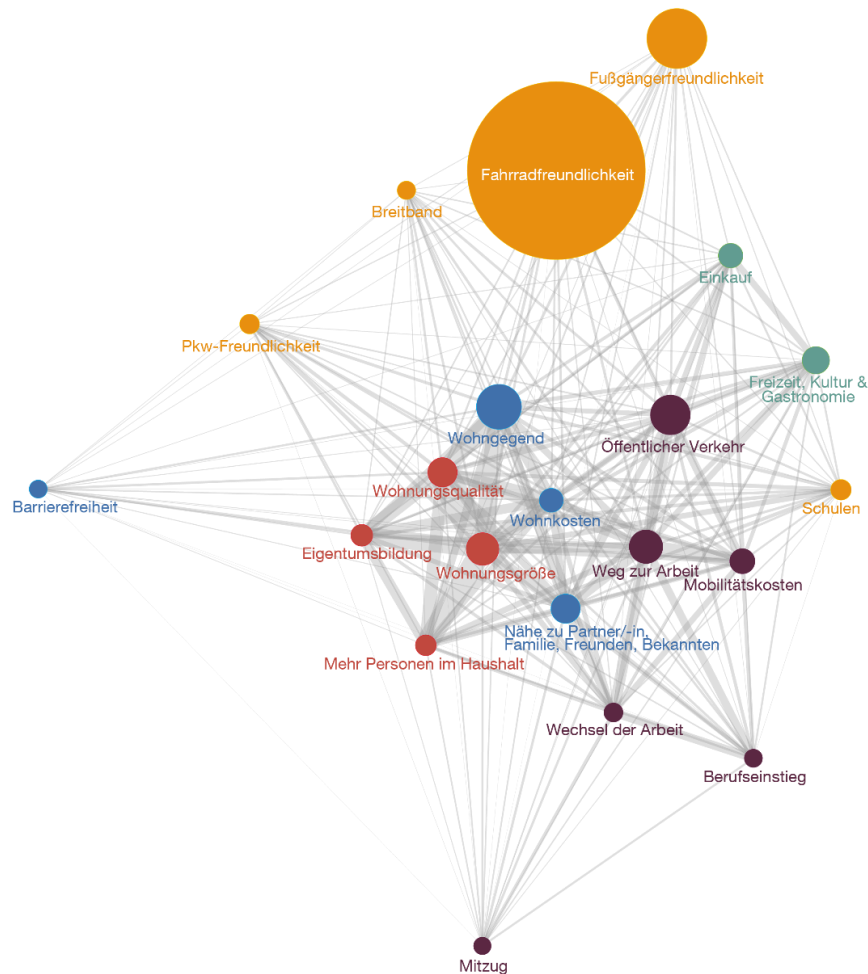 Fußgängerfreundlichkeit
Fahrradfreundlichkeit
Breitband
Einkauf
Pkw-Freundlichkeit
Freizeit, Kultur &
Gastronomie
Wohngegend
Öffentlicher Verkehr
Wohnungsqualität
Barrierefreiheit
Wohnkosten
Schulen
Eigentumsbildung
Wohnungsgröße
Weg zur Arbeit
Mobilitätskosten
Nähe zu Partner/-in,
Familie, Freunden, Bekannten
Mehr Personen im Haushalt
Wechsel der Arbeit
Berufseinstieg
Mitzug